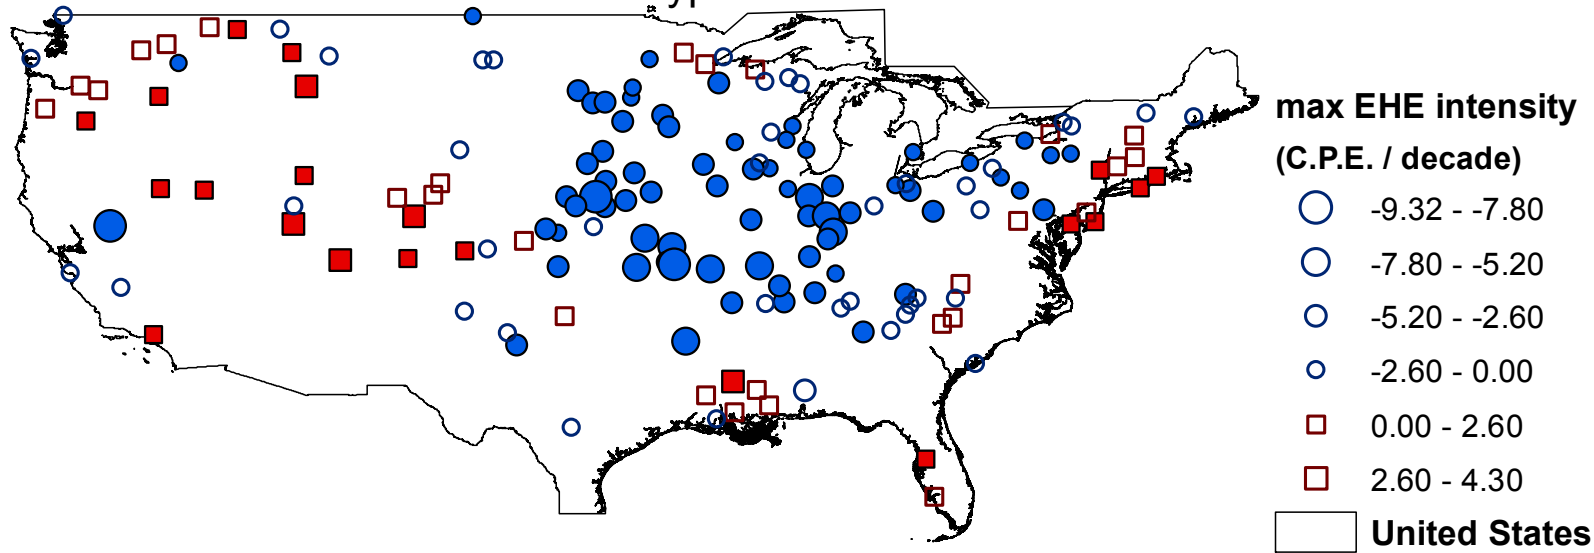 yp
max EHE intensity
(C.P.E. / decade)
-9.32 - -7.80
-7.80 - -5.20
-5.20 - -2.60
-2.60 - 0.00
0.00 - 2.60
2.60 - 4.30
United States